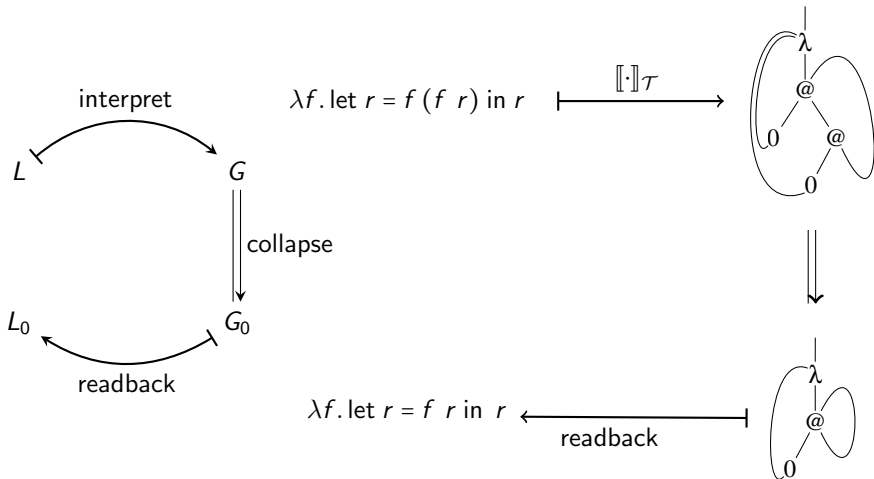 interpret
L
G
collapse
L₀
G₀
readback
λf. let r = f (f r) in r
⟦·⟧𝒯
λ
@
0
@
0
λf. let r = f r in r
readback
λ
@
0